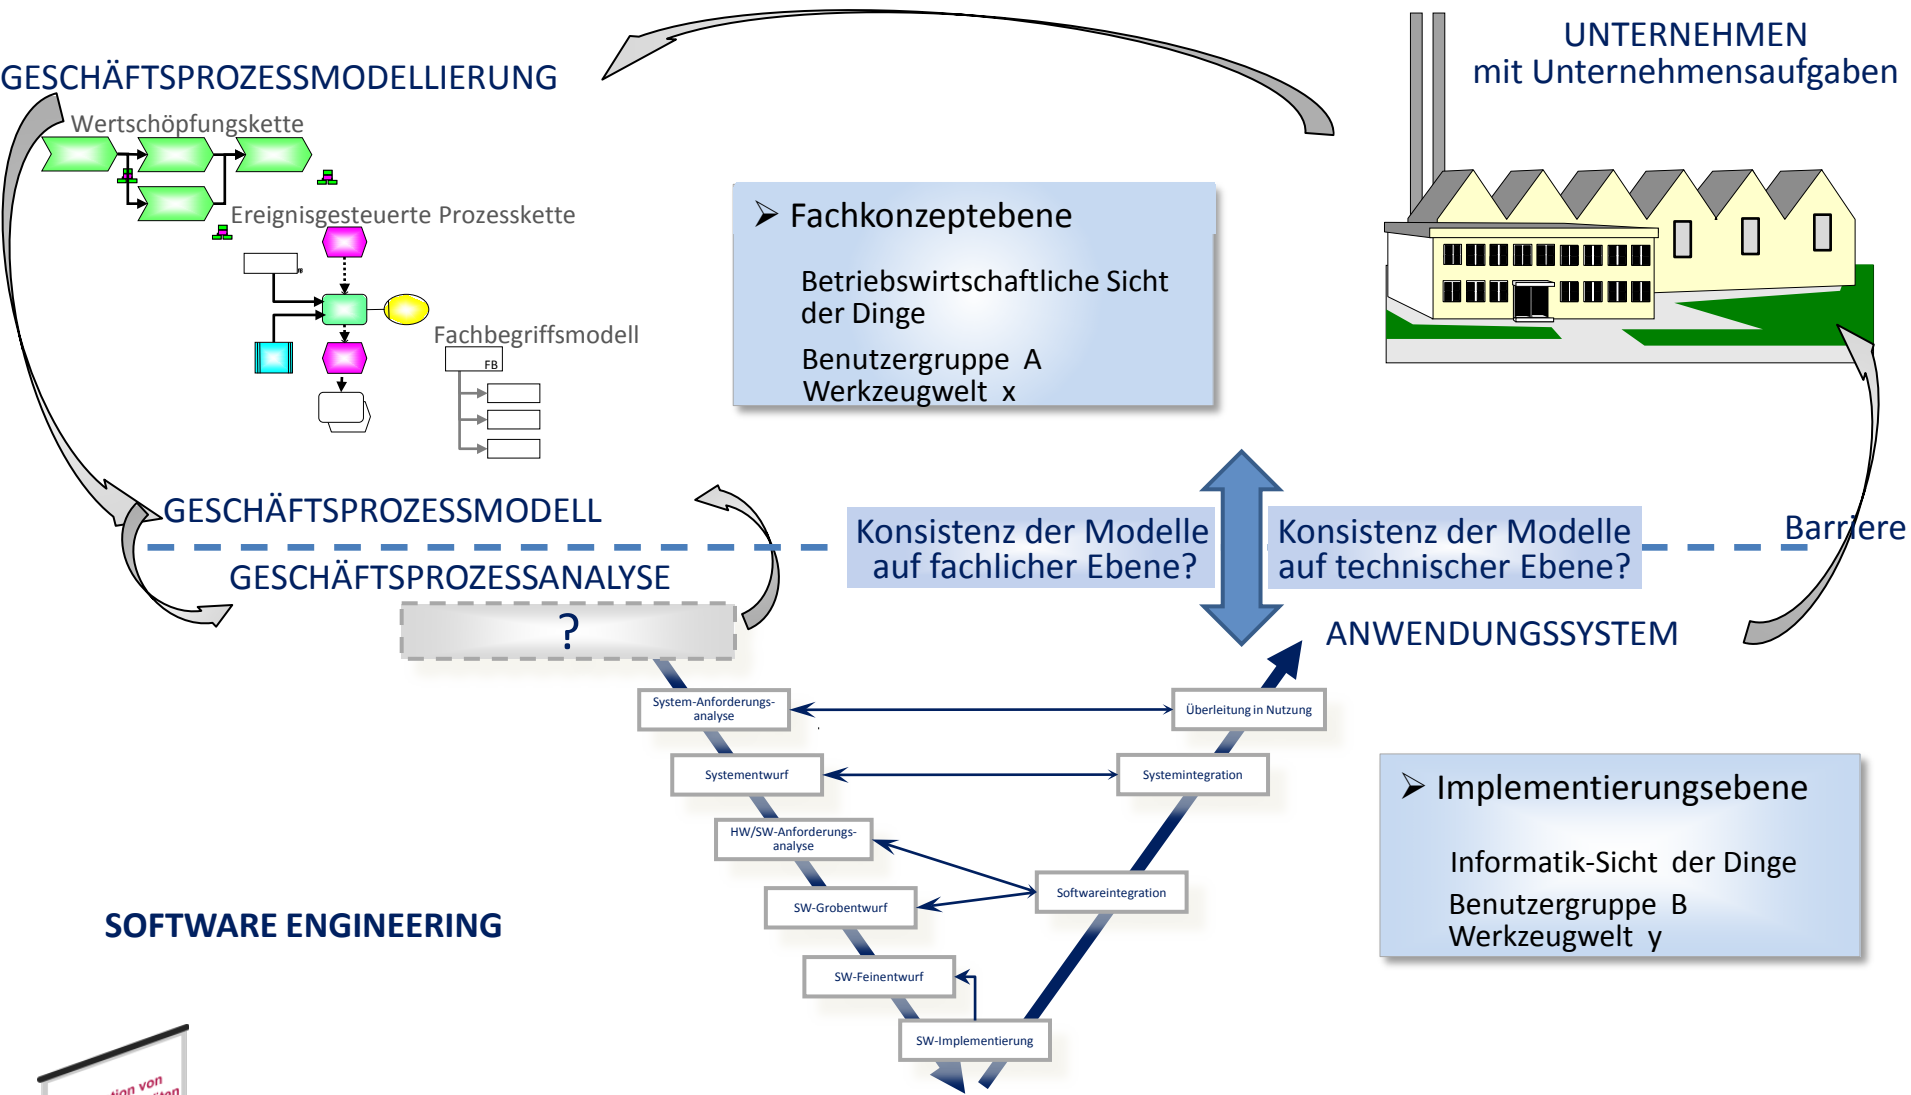 UNTERNEHMEN
mit Unternehmensaufgaben
GESCHÄFTSPROZESSMODELLIERUNG
Wertschöpfungskette
Ereignisgesteuerte Prozesskette
Fachbegriffsmodell
FB
➢ Fachkonzeptebene
Betriebswirtschaftliche Sicht
der Dinge
Benutzergruppe A
Werkzeugwelt x
GESCHÄFTSPROZESSMODELL
Konsistenz der Modelle
auf fachlicher Ebene?
Konsistenz der Modelle
auf technischer Ebene?
Barriere
GESCHÄFTSPROZESSANALYSE
?
ANWENDUNGSSYSTEM
System-Anforderungs-
analyse
Überleitung in Nutzung
Systementwurf
Systemintegration
HW/SW-Anforderungs-
analyse
Softwareintegration
SW-Grobentwurf
SW-Feinentwurf
SW-Implementierung
➢ Implementierungsebene
Informatik-Sicht der Dinge
Benutzergruppe B
Werkzeugwelt y
SOFTWARE ENGINEERING
von